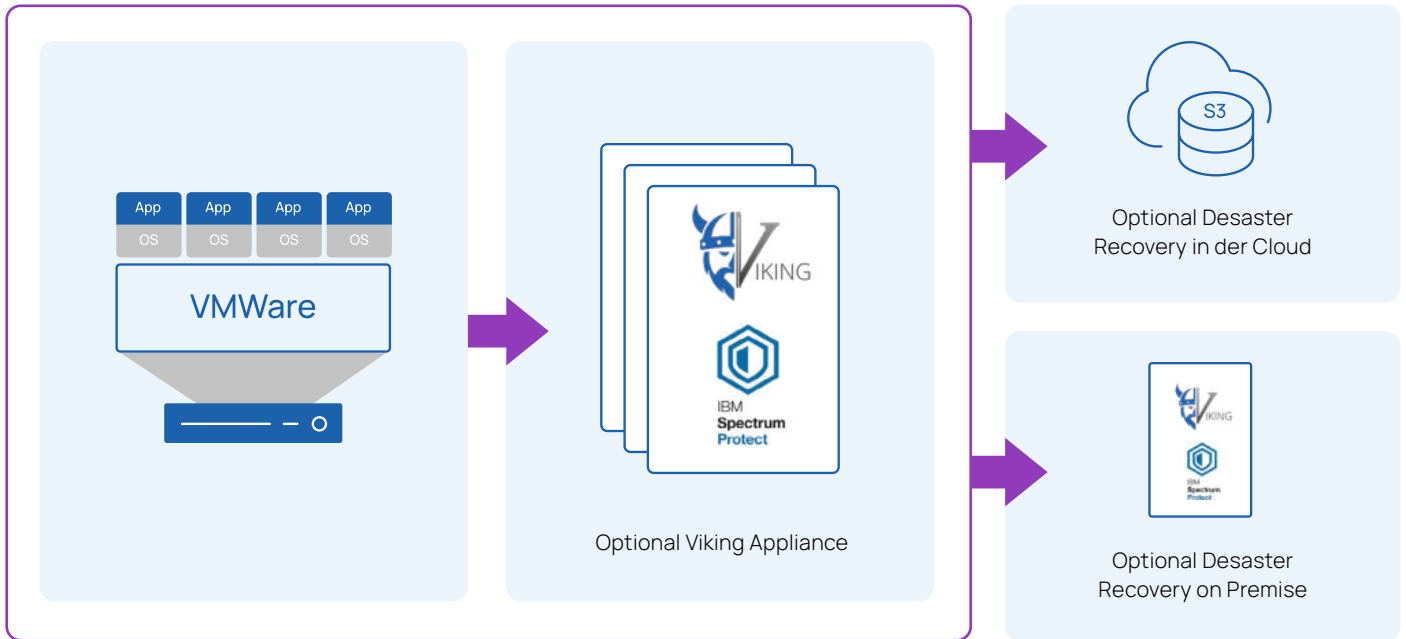 App App App App
OS OS OS OS
VMWare
VIKING
IBM
Spectrum
Protect
Optional Viking Appliance
S3
Optional Desaster
Recovery in der Cloud
VIKING
IBM
Spectrum
Protect
Optional Desaster
Recovery on Premise